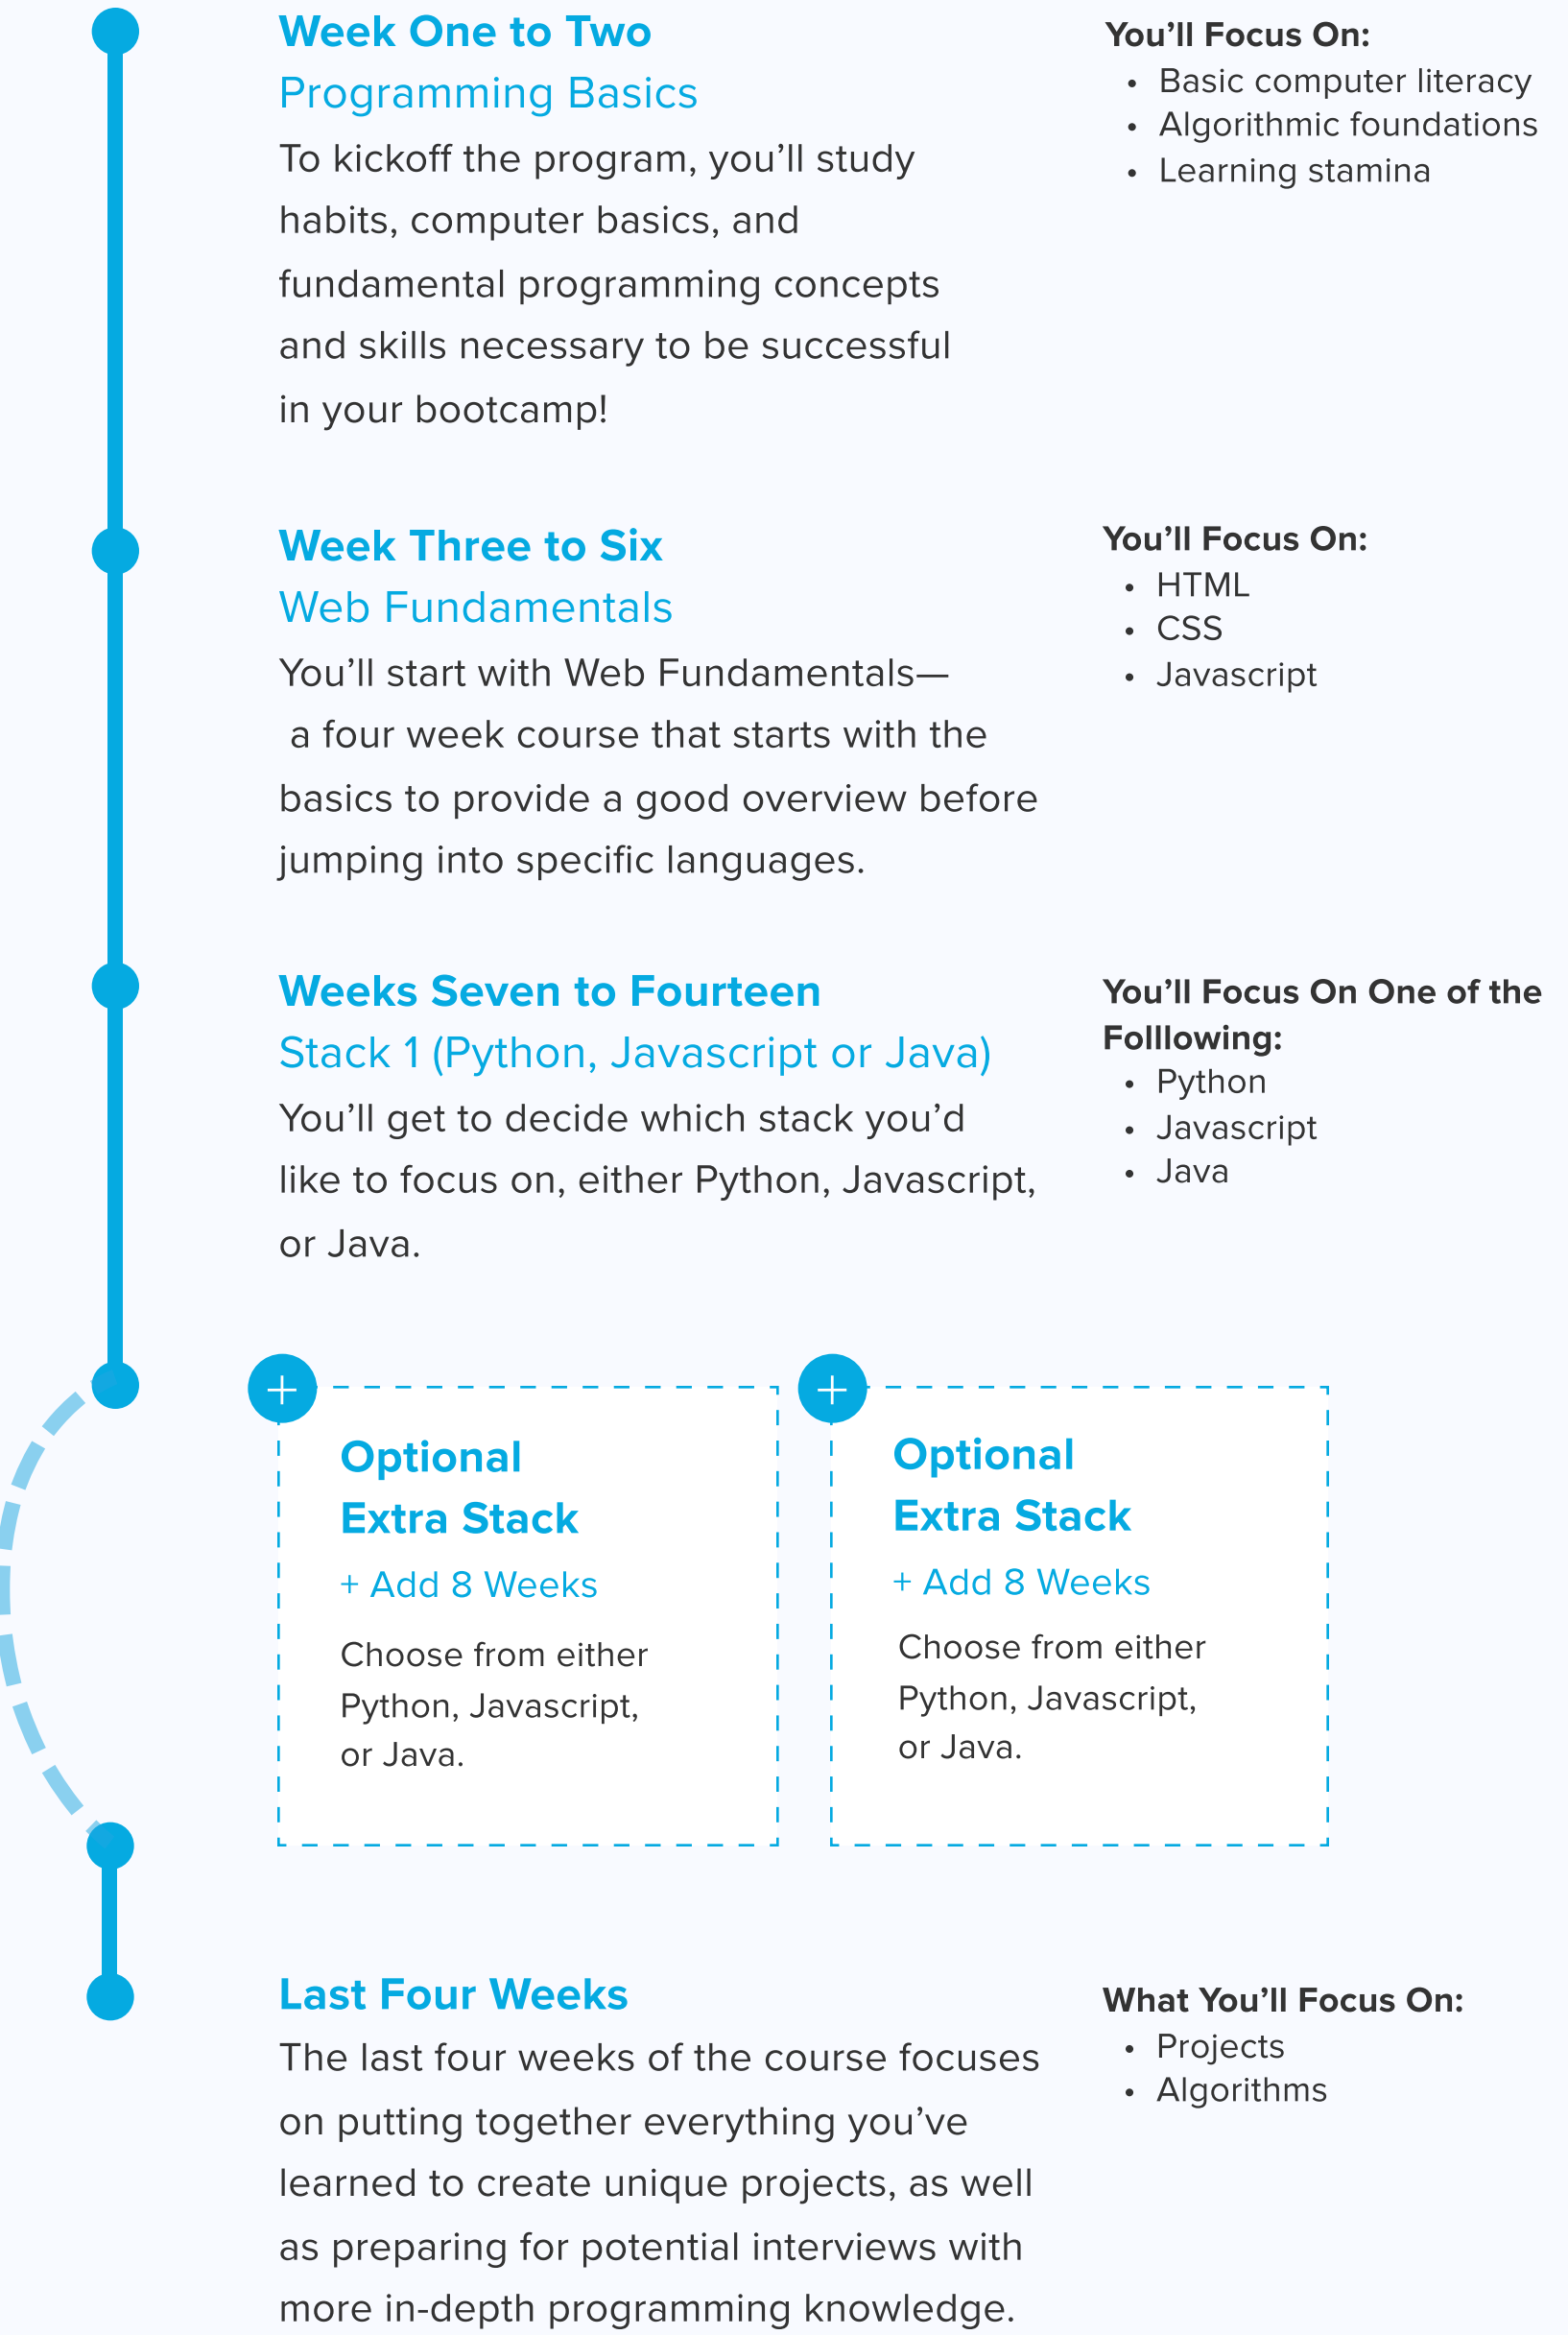 Week One to Two
Programming Basics
To kickoff the program, you’ll study
habits, computer basics, and
fundamental programming concepts
and skills necessary to be successful
in your bootcamp!
You’ll Focus On:
• Basic computer literacy
• Algorithmic foundations
• Learning stamina
Week Three to Six
Web Fundamentals
You’ll start with Web Fundamentals—
a four week course that starts with the
basics to provide a good overview before
jumping into specific languages.
You’ll Focus On:
• HTML
• CSS
• Javascript
Weeks Seven to Fourteen
Stack 1 (Python, Javascript or Java)
You’ll get to decide which stack you’d
like to focus on, either Python, Javascript,
or Java.
You’ll Focus On One of the
Folllowing:
• Python
• Javascript
• Java
+
Optional
Extra Stack
+ Add 8 Weeks
Choose from either
Python, Javascript,
or Java.
+
Optional
Extra Stack
+ Add 8 Weeks
Choose from either
Python, Javascript,
or Java.
Last Four Weeks
The last four weeks of the course focuses
on putting together everything you’ve
learned to create unique projects, as well
as preparing for potential interviews with
more in-depth programming knowledge.
What You’ll Focus On:
• Projects
• Algorithms